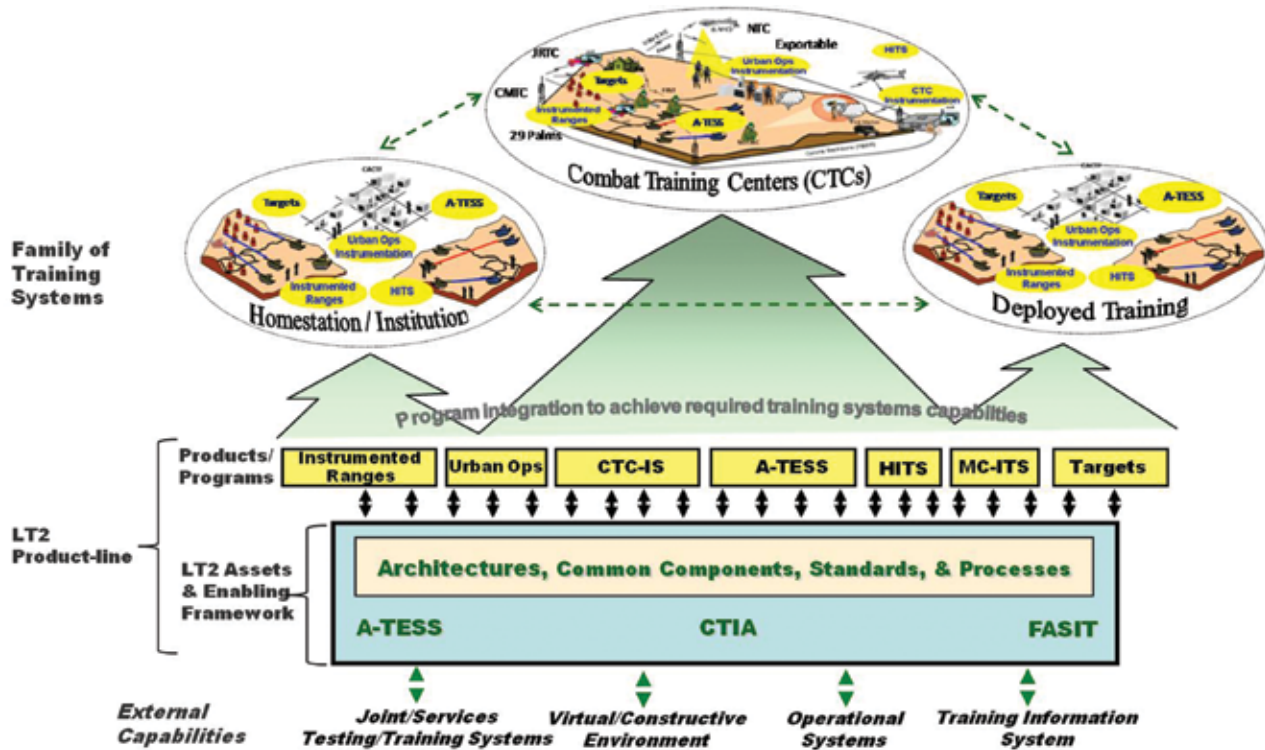 NTC
Exportable
JRTC
HITS
Urban Ops
Instrumentation
Targets
CTC
Instrumentation
CMTC
Instrumented
Ranges
A-TESS
29 Palms
Combat Training Centers (CTCs)
CACTF
Targets
A-TESS
Urban Ops
Instrumentation
Instrumented
Ranges
HITS
Homestation / Institution
CACTF
Targets
A-TESS
Urban Ops
Instrumentation
Instrumented
Ranges
HITS
Deployed Training
Family of
Training
Systems
Program integration to achieve required training systems capabilties
Products/
Programs
Instrumented
Ranges
Urban Ops
CTC-IS
A-TESS
HITS
MC-ITS
Targets
LT2
Product-line
LT2 Assets
& Enabling
Framework
Architectures, Common Components, Standards, & Processes
A-TESS
CTIA
FASIT
External
Capabilities
Joint/Services
Testing/Training Systems
Virtual/Constructive
Environment
Operational
Systems
Training Information
System